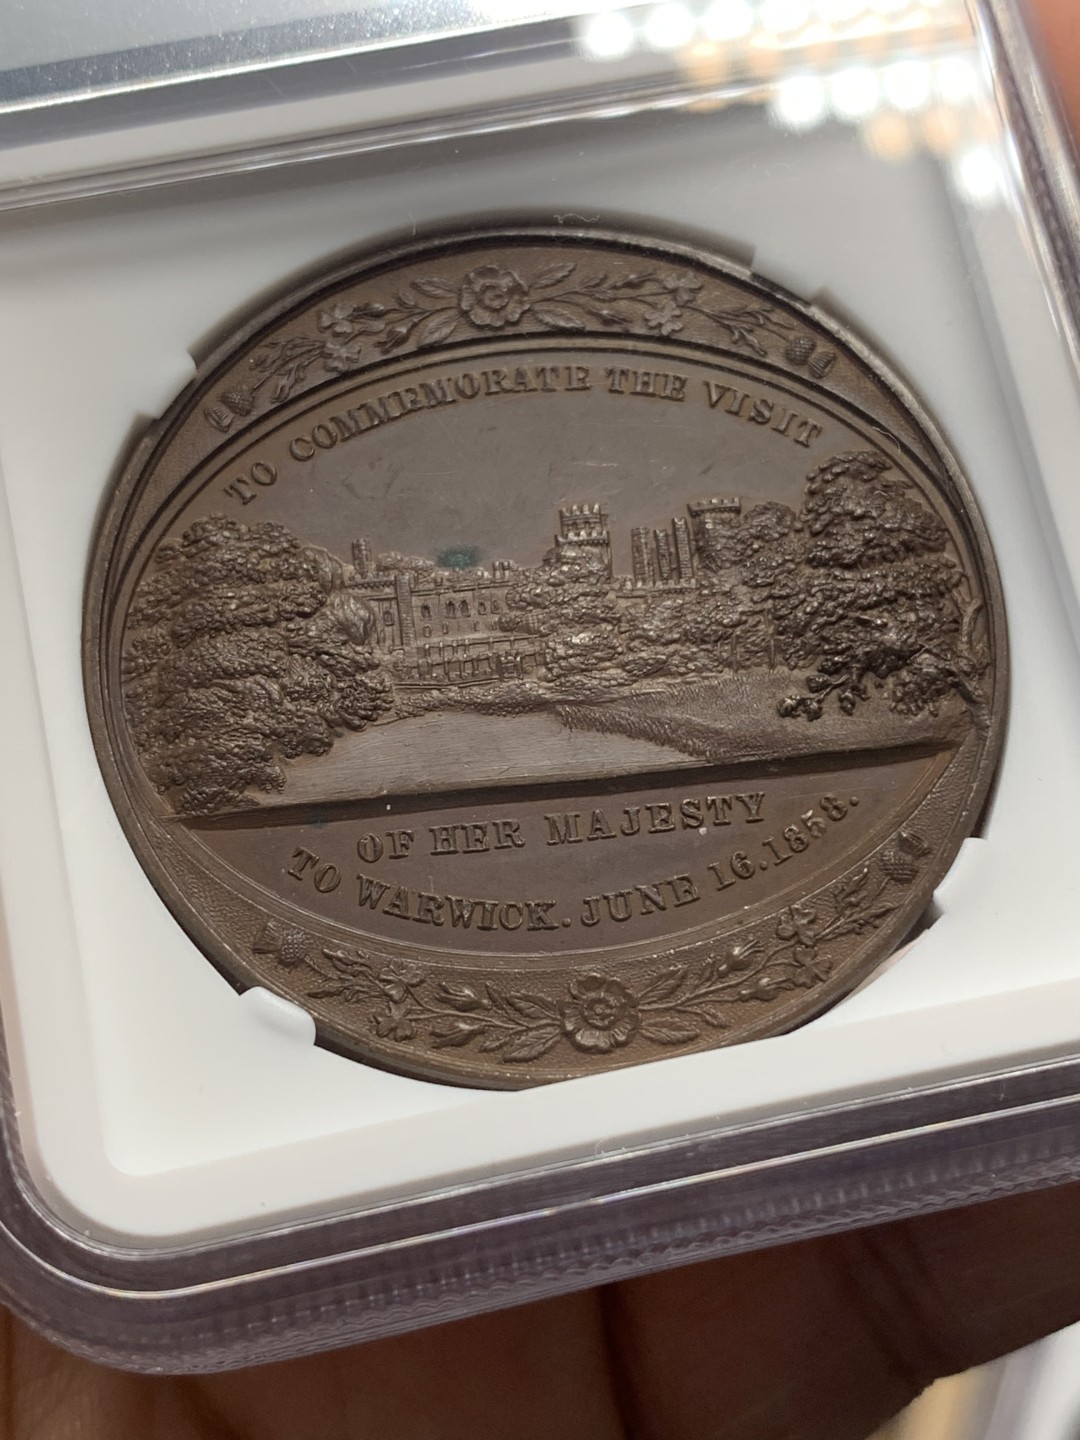 TO COMMEMORATE THE VISIT
OF HER MAJESTY
TO WARWICK. JUNE 16. 1858.